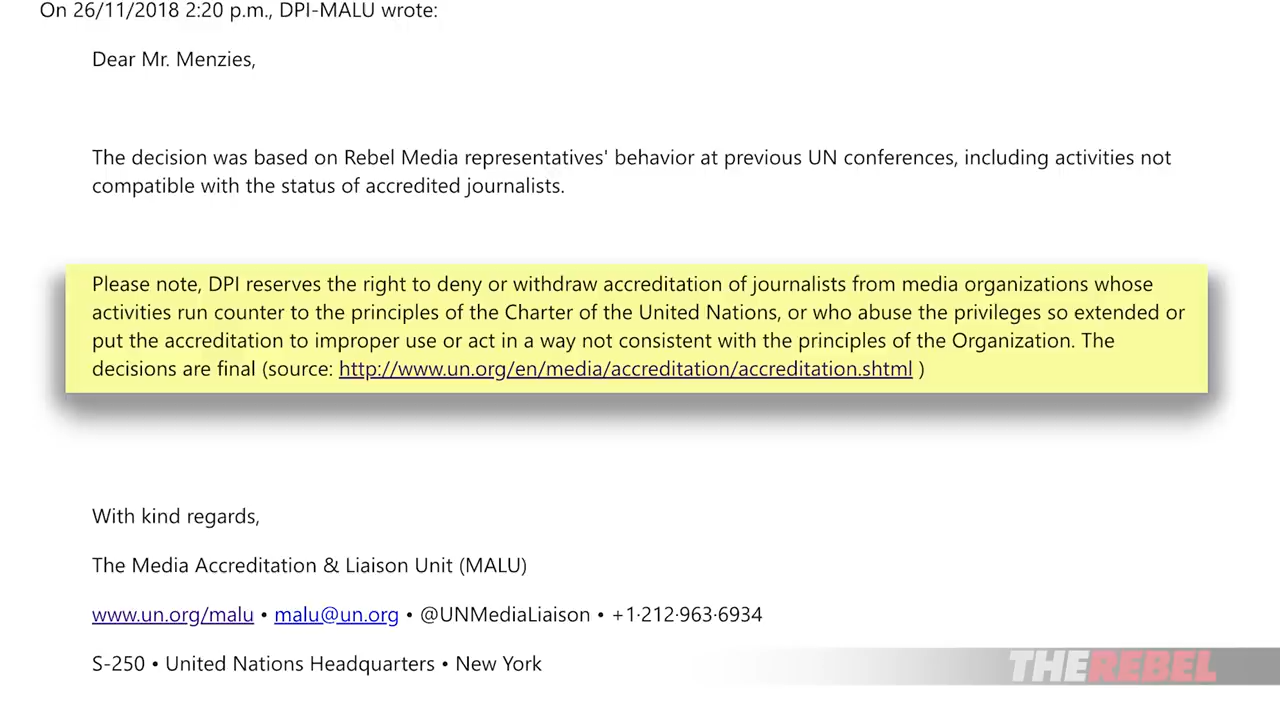 On 26/11/2018 2:20 p.m., DPI-MALU wrote:
Dear Mr. Menzies,
The decision was based on Rebel Media representatives' behavior at previous UN conferences, including activities not
compatible with the status of accredited journalists.
Please note, DPI reserves the right to deny or withdraw accreditation of journalists from media organizations whose
activities run counter to the principles of the Charter of the United Nations, or who abuse the privileges so extended or
put the accreditation to improper use or act in a way not consistent with the principles of the Organization. The
decisions are final (source: http://www.un.org/en/media/accreditation/accreditation.shtml )
With kind regards,
The Media Accreditation & Liaison Unit (MALU)
www.un.org/malu • malu@un.org • @UNMediaLiaison • +1·212·963·6934
S-250 • United Nations Headquarters • New York
THEREBEL